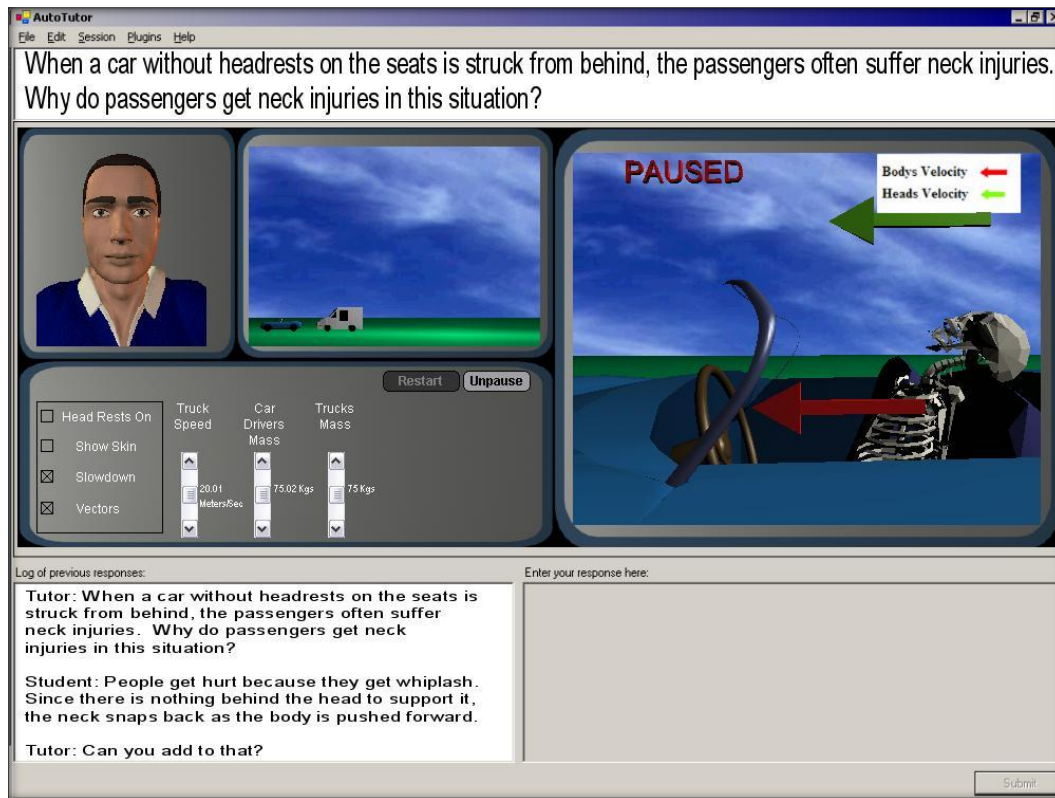 AutoTutor
File Edit Session Plugins Help
When a car without headrests on the seats is struck from behind, the passengers often suffer neck injuries.
Why do passengers get neck injuries in this situation?
PAUSED
Bodys Velocity
Heads Velocity
Restart
Unpause
Head Rests On
Show Skin
Slowdown
Vectors
Truck
Speed
20.01
Meters/Sec
Car
Drivers
Mass
75.02 Kgs
Trucks
Mass
75 Kgs
Log of previous responses:
Tutor: When a car without headrests on the seats is
struck from behind, the passengers often suffer
neck injuries. Why do passengers get neck
injuries in this situation?
Student: People get hurt because they get whiplash.
Since there is nothing behind the head to support it,
the neck snaps back as the body is pushed forward.
Tutor: Can you add to that?
Enter your response here:
Submit